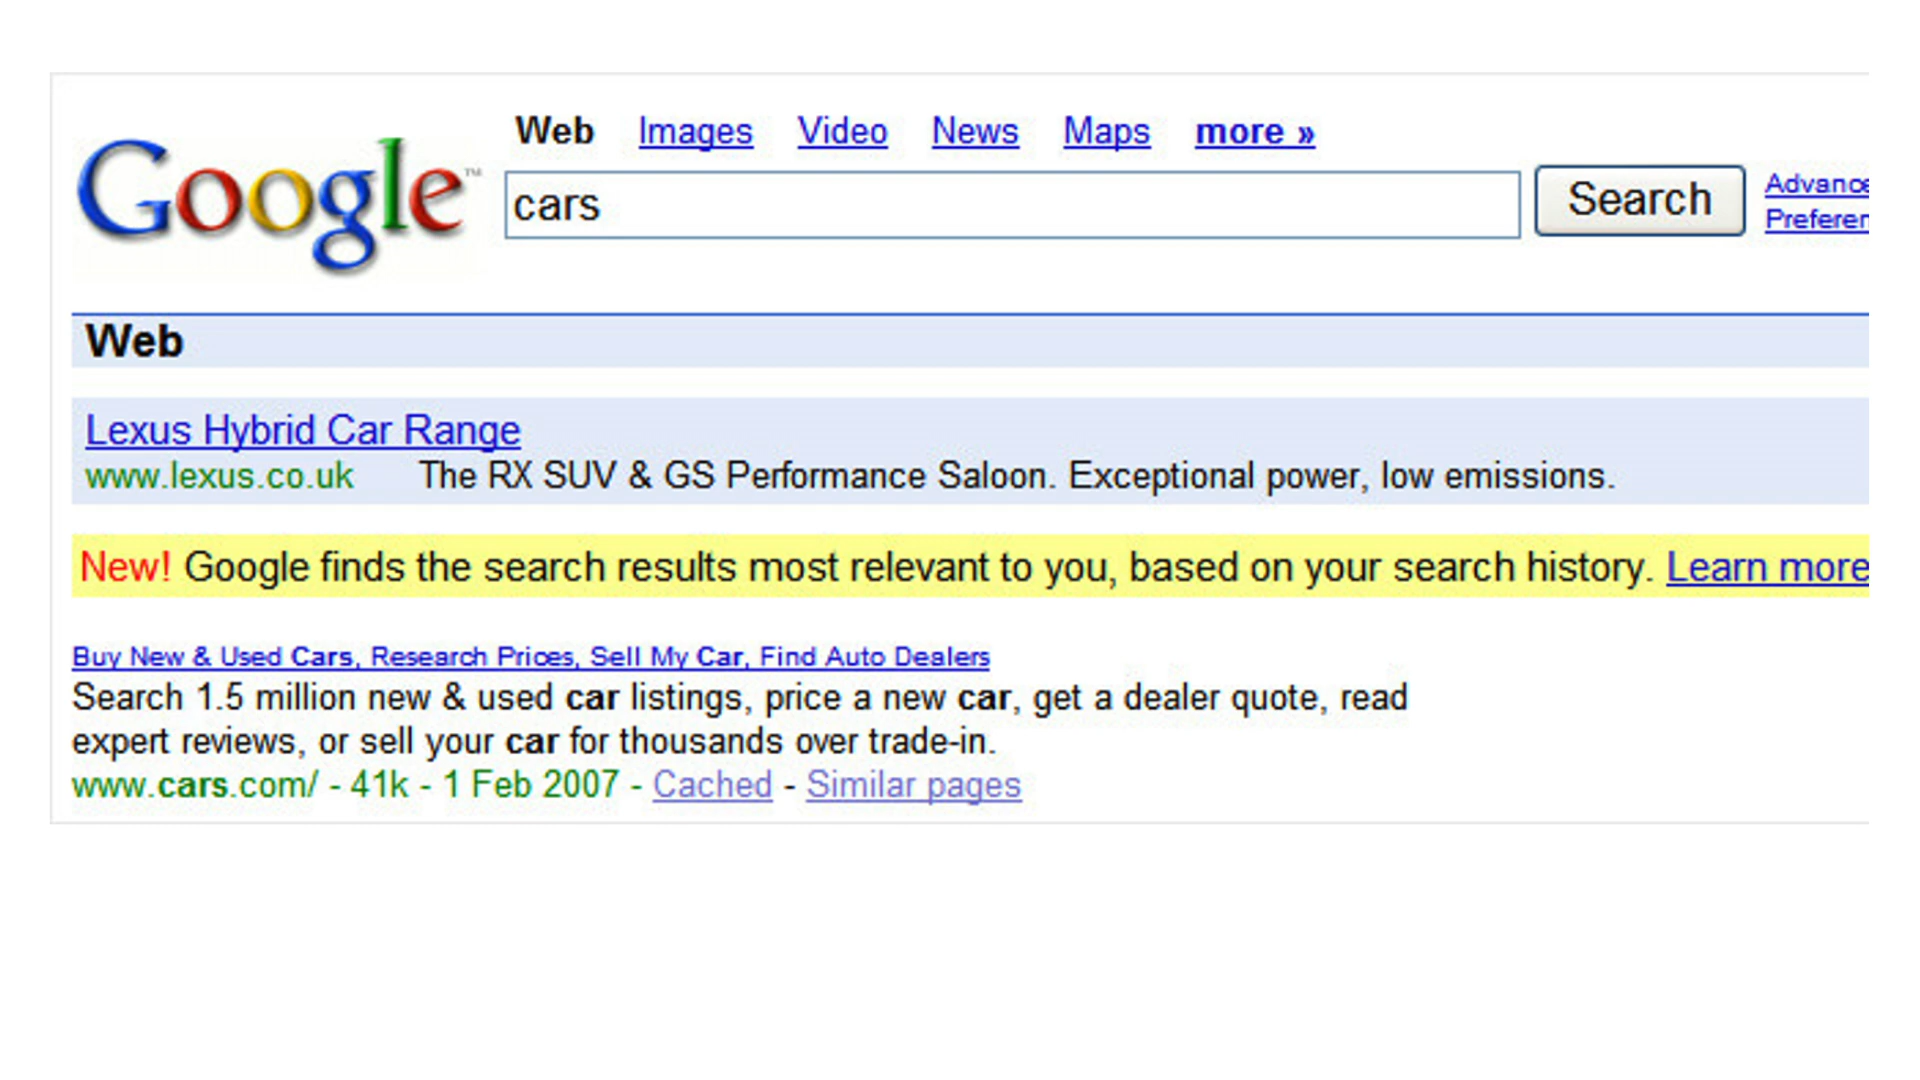 Web Images Video News Maps more »
Google™
cars
Search
Web
Lexus Hybrid Car Range
www.lexus.co.uk The RX SUV & GS Performance Saloon. Exceptional power, low emissions.
New! Google finds the search results most relevant to you, based on your search history. Learn more
Buy New & Used Cars, Research Prices, Sell My Car, Find Auto Dealers
Search 1.5 million new & used car listings, price a new car, get a dealer quote, read
expert reviews, or sell your car for thousands over trade-in.
www.cars.com/ - 41k - 1 Feb 2007 - Cached - Similar pages